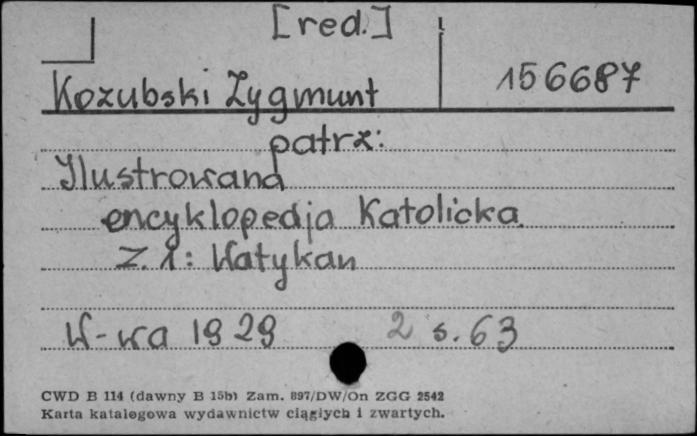 [red.]
Kozubski Zygmunt 156687
patrz:
Ilustrowana
encyklopedja Katolicka
Z. 1: Watykan
W-wa 1929 2 s. 63
CWD B 114 (dawny B 15b) Zam. 897/DW/On ZGG 2542
Karta katalogowa wydawnictw ciągłych i zwartych.